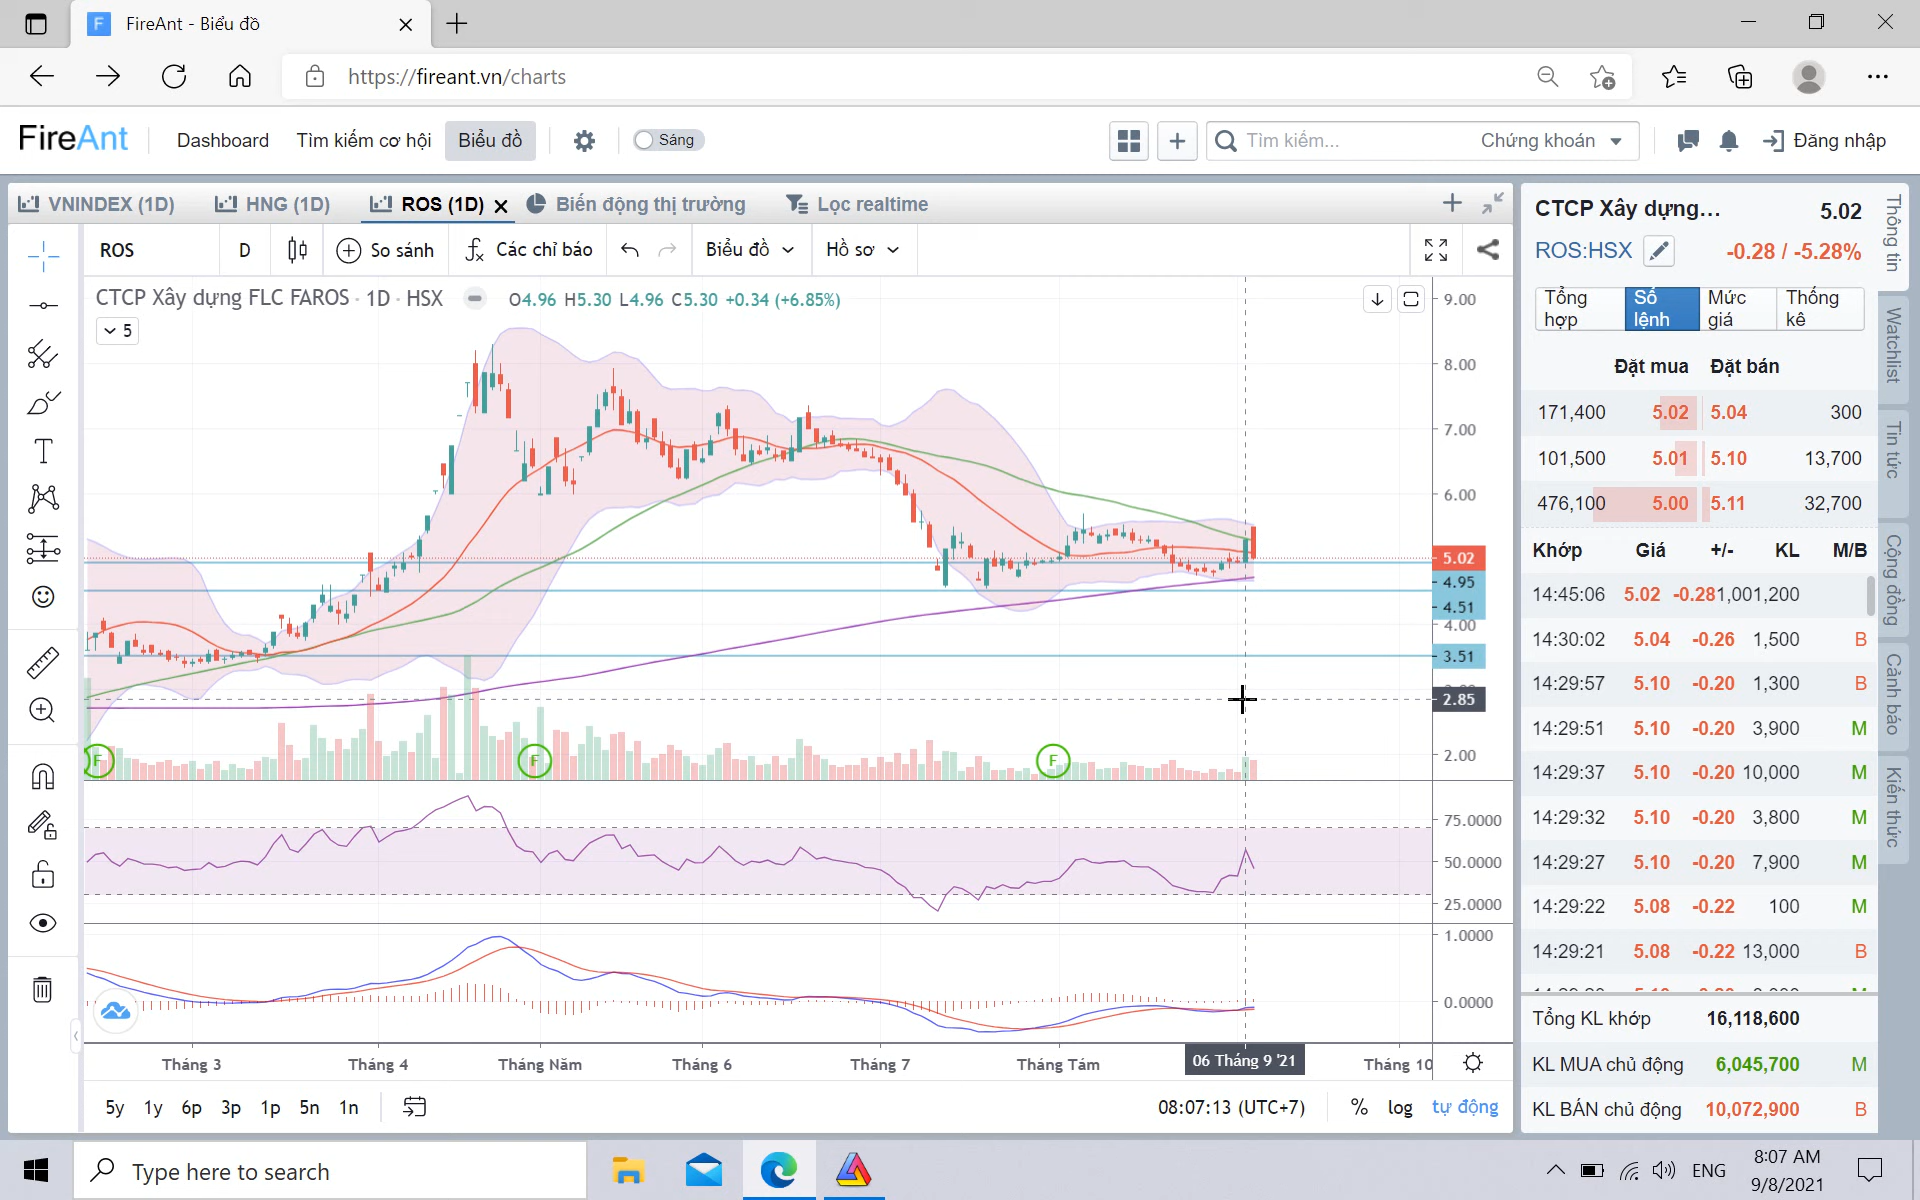 FireAnt - Biểu đồ
https://fireant.vn/charts
FireAnt
Dashboard
Tìm kiếm cơ hội
Biểu đồ
Sáng
Tìm kiếm...
Chứng khoán
Đăng nhập
VNINDEX (1D)
HNG (1D)
ROS (1D)
Biến động thị trường
Lọc realtime
ROS
D
So sánh
Các chỉ báo
Biểu đồ
Hồ sơ
CTCP Xây dựng FLC FAROS · 1D · HSX
O4.96 H5.30 L4.96 C5.30 +0.34 (+6.85%)
5
9.00
8.00
7.00
6.00
5.02
4.95
4.51
4.00
3.51
2.85
2.00
F
F
F
75.0000
50.0000
25.0000
1.0000
0.0000
Tháng 3
Tháng 4
Tháng Năm
Tháng 6
Tháng 7
Tháng Tám
06 Tháng 9 '21
Tháng 10
5y 1y 6p 3p 1p 5n 1n
08:07:13 (UTC+7)
%
log
tự động
CTCP Xây dựng...
5.02
ROS:HSX
-0.28 / -5.28%
Tổng hợp
Sổ lệnh
Mức giá
Thống kê
Đặt mua Đặt bán
171,400 5.02 5.04 300
101,500 5.01 5.10 13,700
476,100 5.00 5.11 32,700
Khớp Giá +/- KL M/B
14:45:06 5.02 -0.28 1,001,200
14:30:02 5.04 -0.26 1,500 B
14:29:57 5.10 -0.20 1,300 B
14:29:51 5.10 -0.20 3,900 M
14:29:37 5.10 -0.20 10,000 M
14:29:32 5.10 -0.20 3,800 M
14:29:27 5.10 -0.20 7,900 M
14:29:22 5.08 -0.22 100 M
14:29:21 5.08 -0.22 13,000 B
Tổng KL khớp 16,118,600
KL MUA chủ động 6,045,700 M
KL BÁN chủ động 10,072,900 B
Thông tin
Watchlist
Tin tức
Cộng đồng
Cảnh báo
Kiến thức
Type here to search
ENG
8:07 AM
9/8/2021